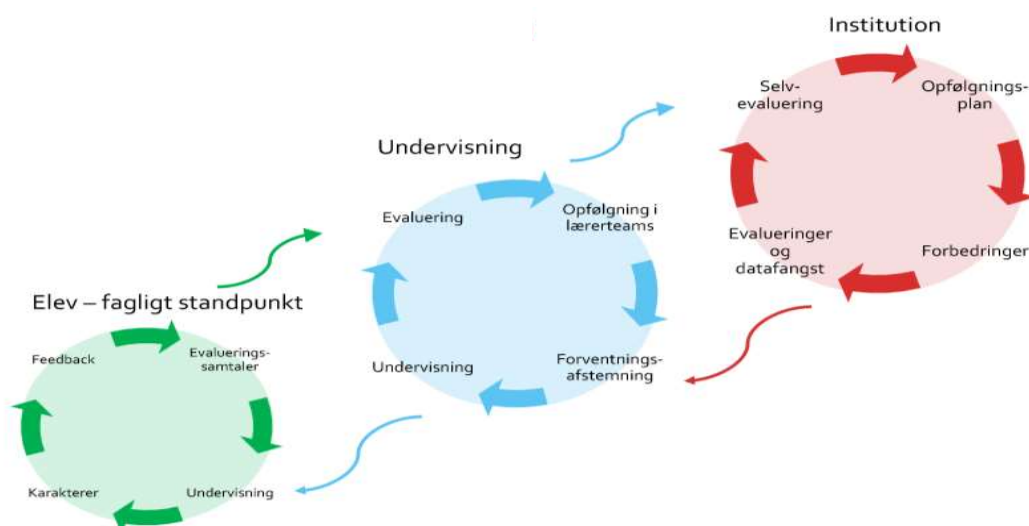 Institution
Selv-
evaluering
Opfølgnings-
plan
Evalueringer
og
datafangst
Forbedringer
Undervisning
Evaluering
Opfølgning i
lærerteams
Undervisning
Forventnings-
afstemning
Elev – fagligt standpunkt
Feedback
Evaluerings-
samtaler
Karakterer
Undervisning